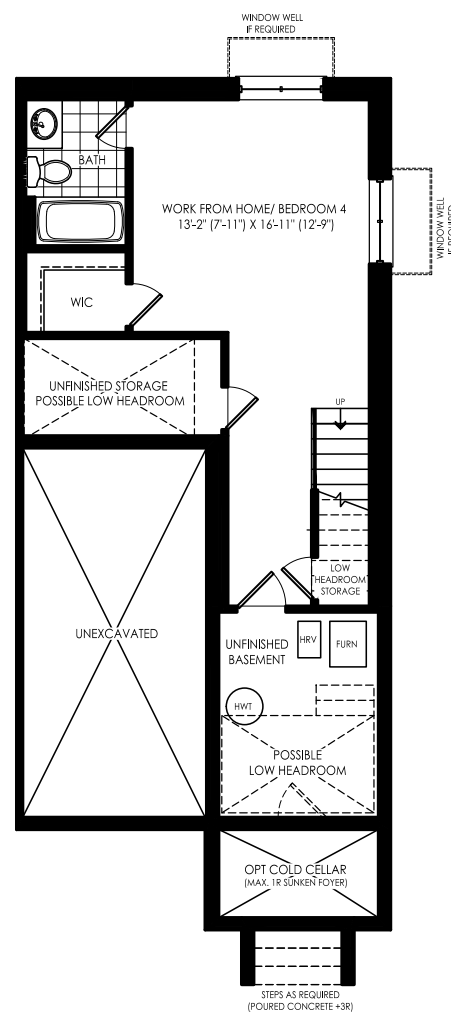 WINDOW WELL
IF REQUIRED
BATH
WORK FROM HOME/ BEDROOM 4
13'-2" (7'-11") X 16'-11" (12'-9")
WINDOW WELL
IF REQUIRED
WIC
UNFINISHED STORAGE
POSSIBLE LOW HEADROOM
UP
LOW
HEADROOM
STORAGE
UNEXCAVATED
UNFINISHED
BASEMENT
HRV
FURN
HWT
POSSIBLE
LOW HEADROOM
OPT COLD CELLAR
(MAX. 1R SUNKEN FOYER)
STEPS AS REQUIRED
(POURED CONCRETE +3R)